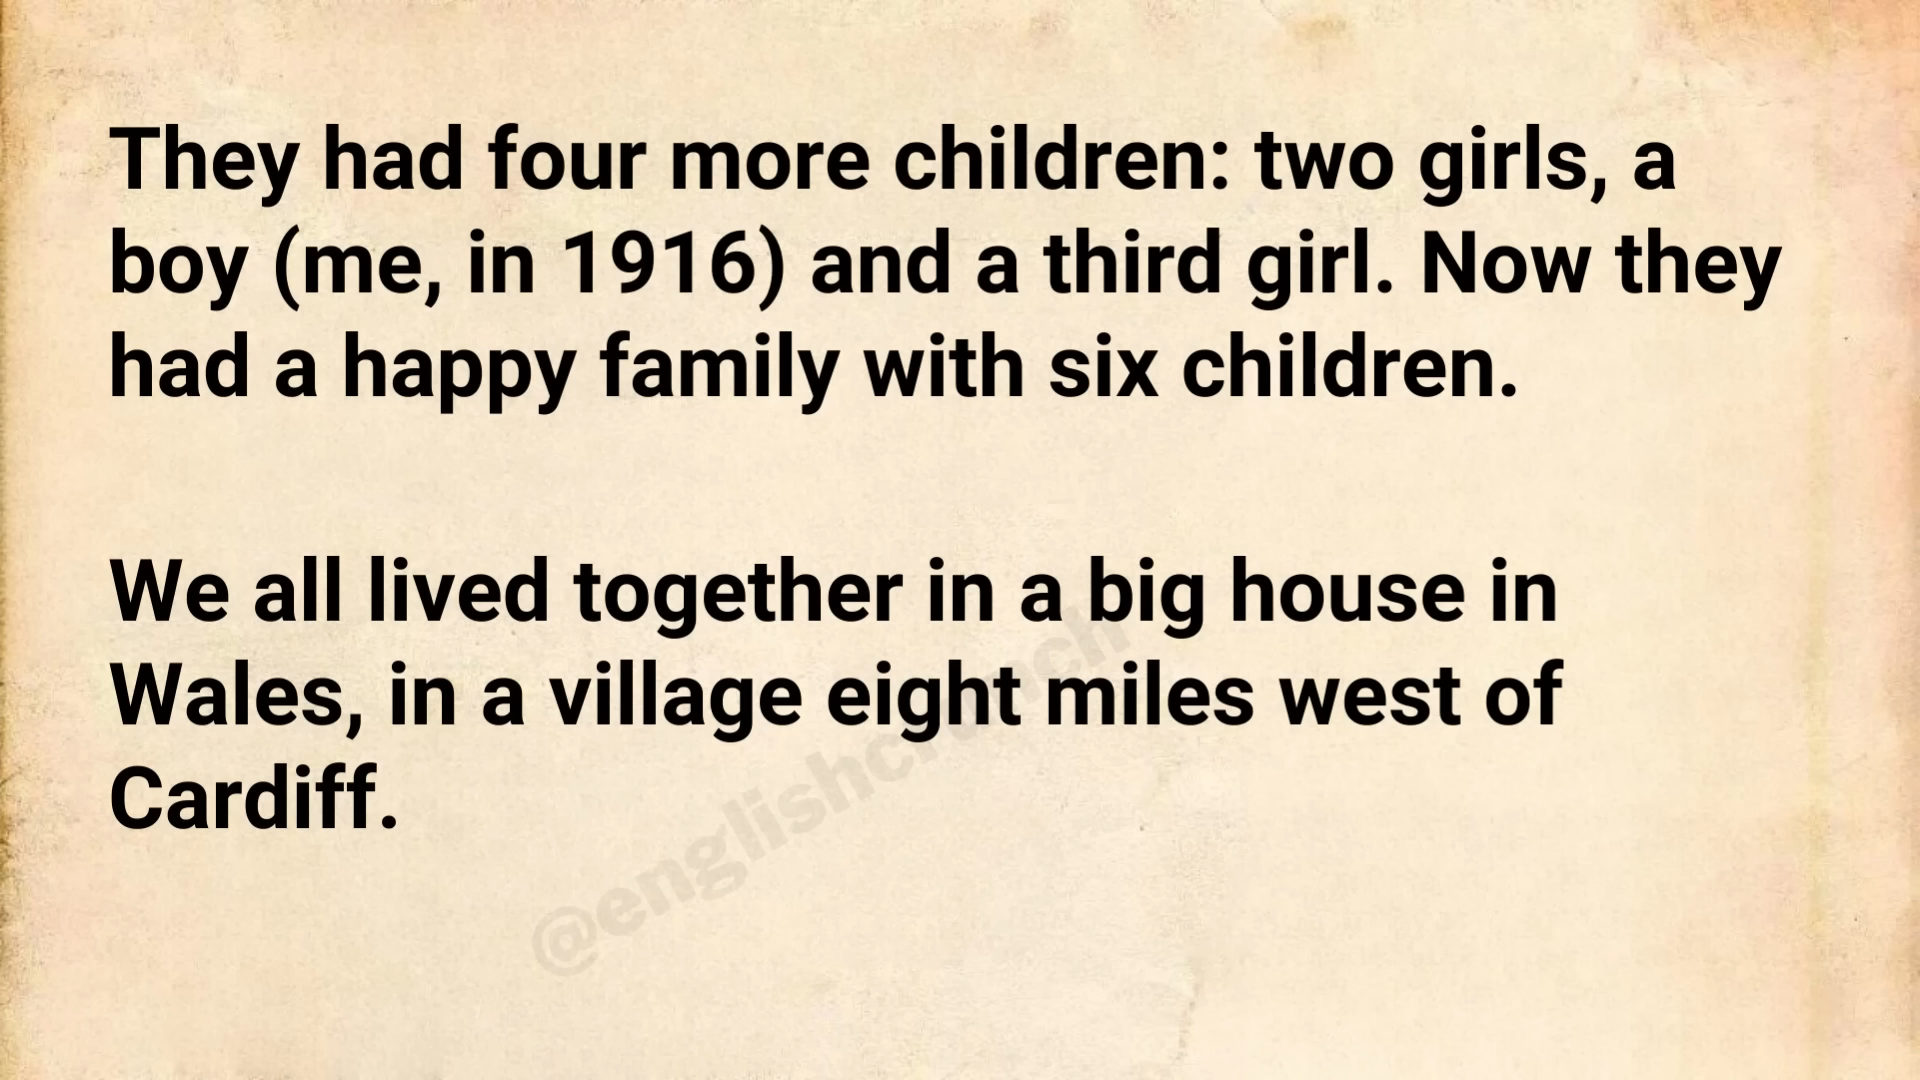 They had four more children: two girls, a
boy (me, in 1916) and a third girl. Now they
had a happy family with six children.
We all lived together in a big house in
Wales, in a village eight miles west of
Cardiff.
@englishcrunch